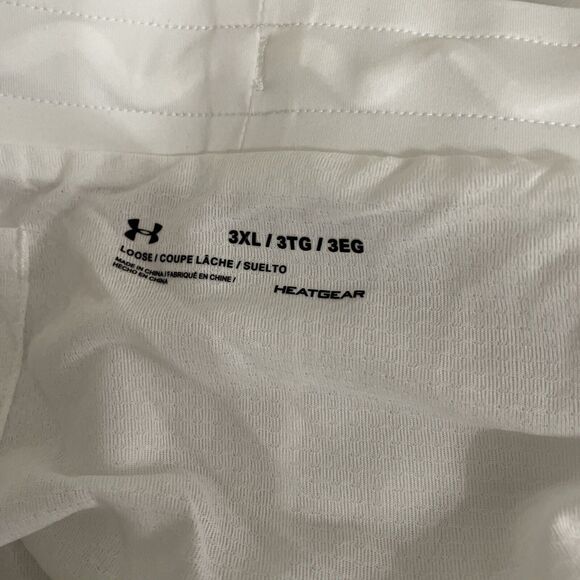 3XL / 3TG / 3EG
LOOSE / COUPE LÂCHE / SUELTO
MADE IN CHINA / FABRIQUÉ EN CHINE /
HECHO EN CHINA
HEATGEAR